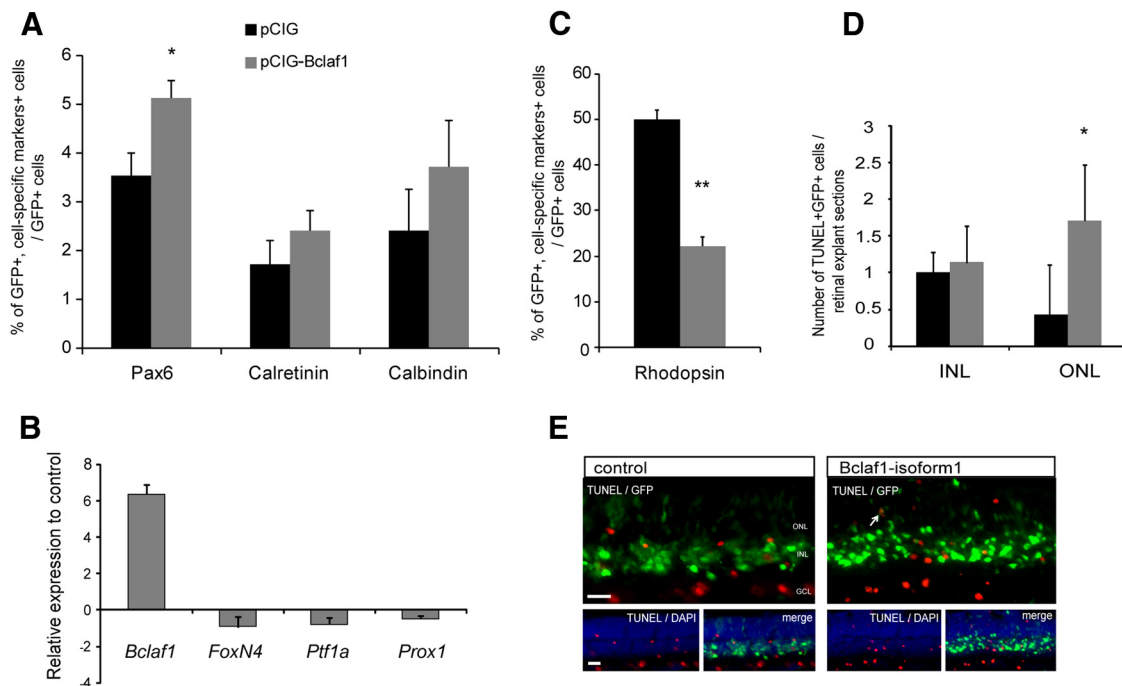 A
pCIG
pCIG-Bclaf1
% of GFP+, cell-specific markers+ cells
/ GFP+ cells
6
5
4
3
2
1
0
*
Pax6 Calretinin Calbindin
C
% of GFP+, cell-specific markers+ cells
/ GFP+ cells
60
50
40
30
20
10
0
**
Rhodopsin
D
Number of TUNEL+GFP+ cells /
retinal explant sections
3
2.5
2
1.5
1
0.5
0
*
INL ONL
B
Relative expression to control
8
6
4
2
0
-2
-4
Bclaf1 FoxN4 Ptf1a Prox1
E
control
TUNEL / GFP
ONL
INL
GCL
TUNEL / DAPI
merge
Bclaf1-isoform1
TUNEL / GFP
TUNEL / DAPI
merge